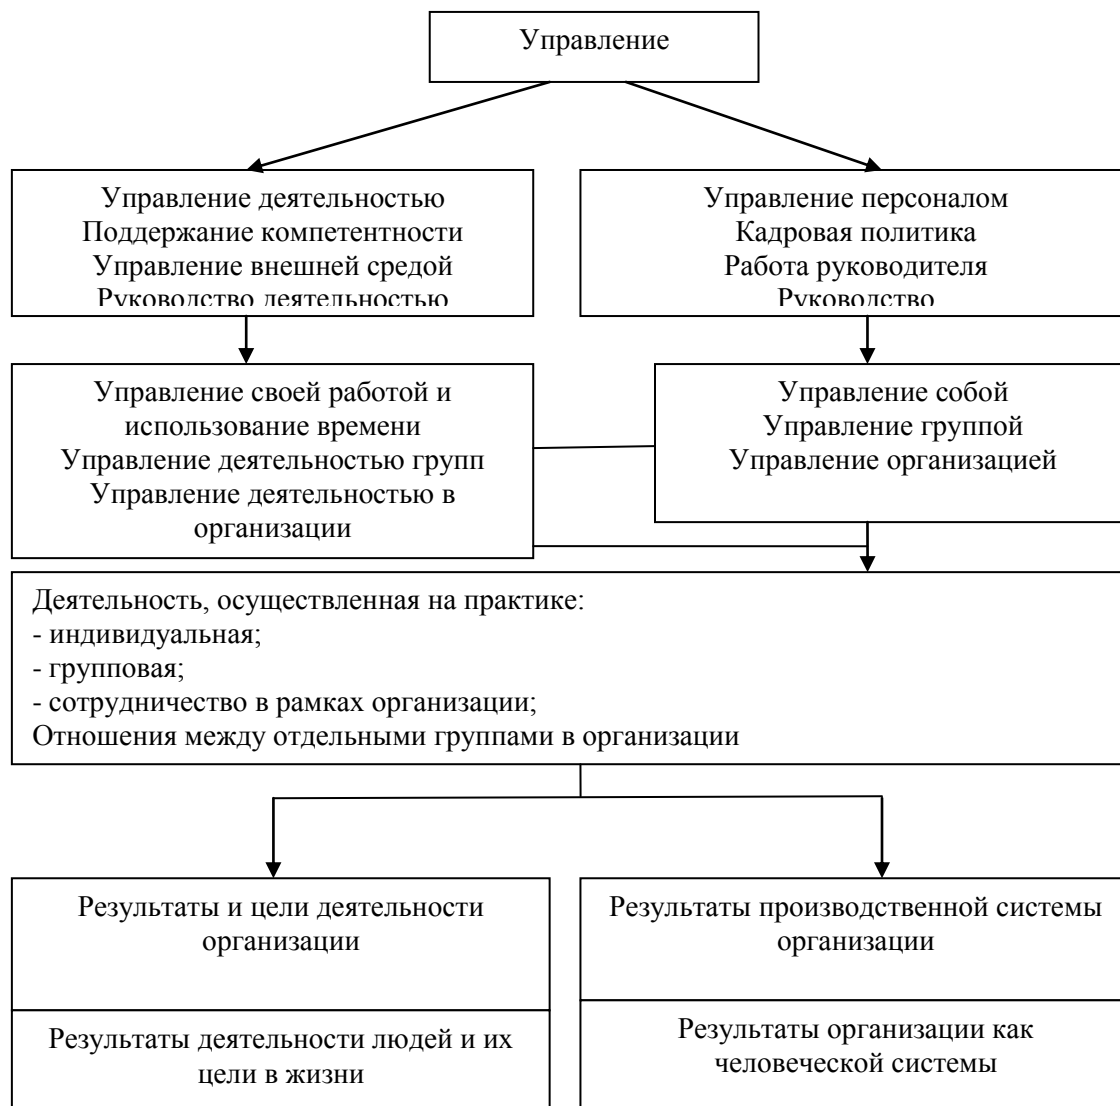 Управление
Управление деятельностью
Поддержание компетентности
Управление внешней средой
Руководство деятельностью
Управление персоналом
Кадровая политика
Работа руководителя
Руководство
Управление своей работой и
использование времени
Управление деятельностью групп
Управление деятельностью в
организации
Управление собой
Управление группой
Управление организацией
Деятельность, осуществленная на практике:
- индивидуальная;
- групповая;
- сотрудничество в рамках организации;
Отношения между отдельными группами в организации
Результаты и цели деятельности
организации
Результаты деятельности людей и их
цели в жизни
Результаты производственной системы
организации
Результаты организации как
человеческой системы